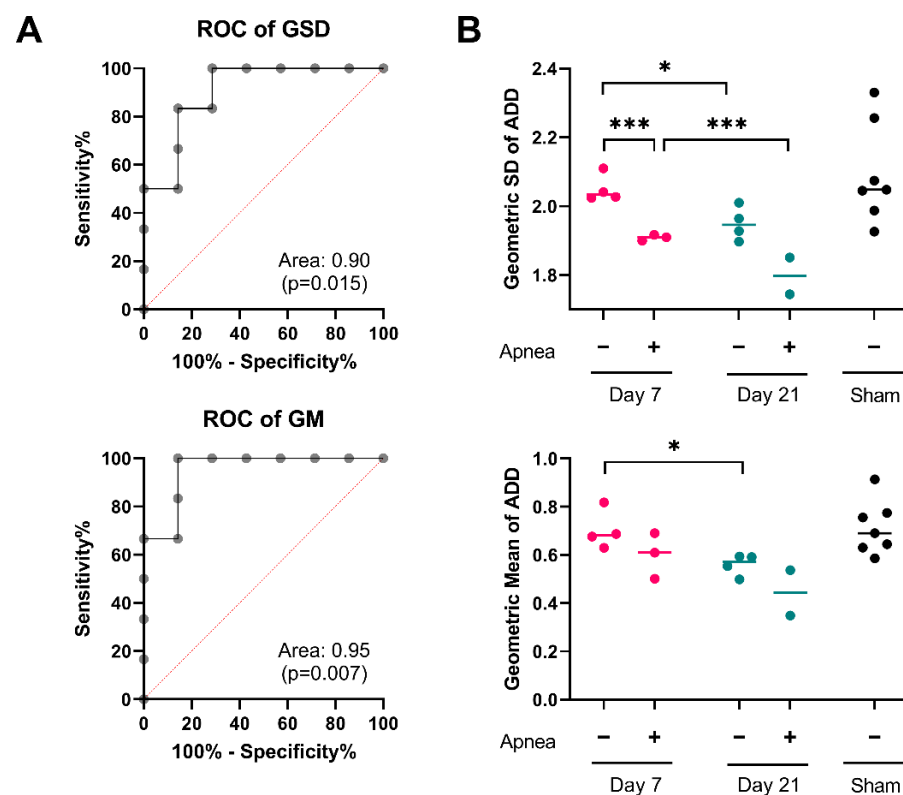 A
ROC of GSD
100
80
60
40
20
0
Sensitivity%
Area: 0.90
(p=0.015)
0 20 40 60 80 100
100% - Specificity%
ROC of GM
100
80
60
40
20
0
Sensitivity%
Area: 0.95
(p=0.007)
0 20 40 60 80 100
100% - Specificity%
B
2.4
2.2
2.0
1.8
Geometric SD of ADD
*
*** ***
Apnea − + − + −
Day 7 Day 21 Sham
1.0
0.8
0.6
0.4
0.2
0.0
Geometric Mean of ADD
*
Apnea − + − + −
Day 7 Day 21 Sham